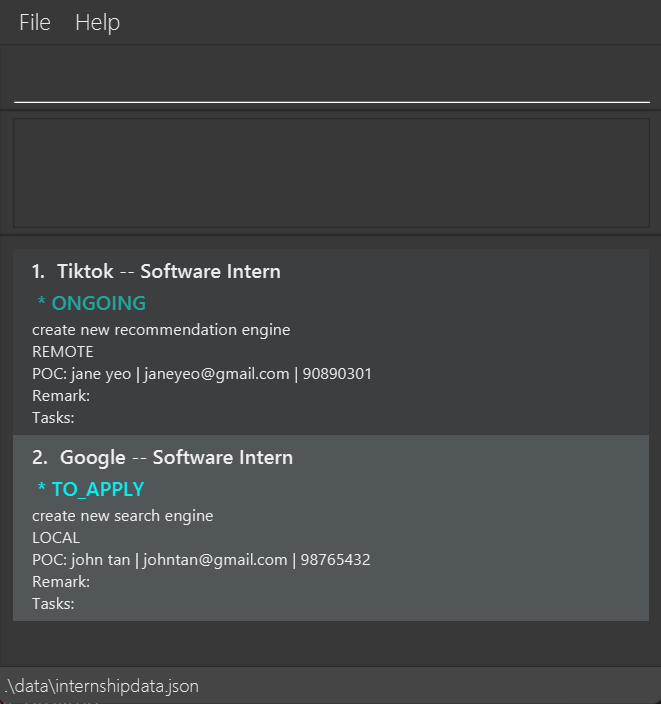 File Help
1. Tiktok -- Software Intern
* ONGOING
create new recommendation engine
REMOTE
POC: jane yeo | janeyeo@gmail.com | 90890301
Remark:
Tasks:
2. Google -- Software Intern
* TO_APPLY
create new search engine
LOCAL
POC: john tan | johntan@gmail.com | 98765432
Remark:
Tasks:
.\data\internshipdata.json